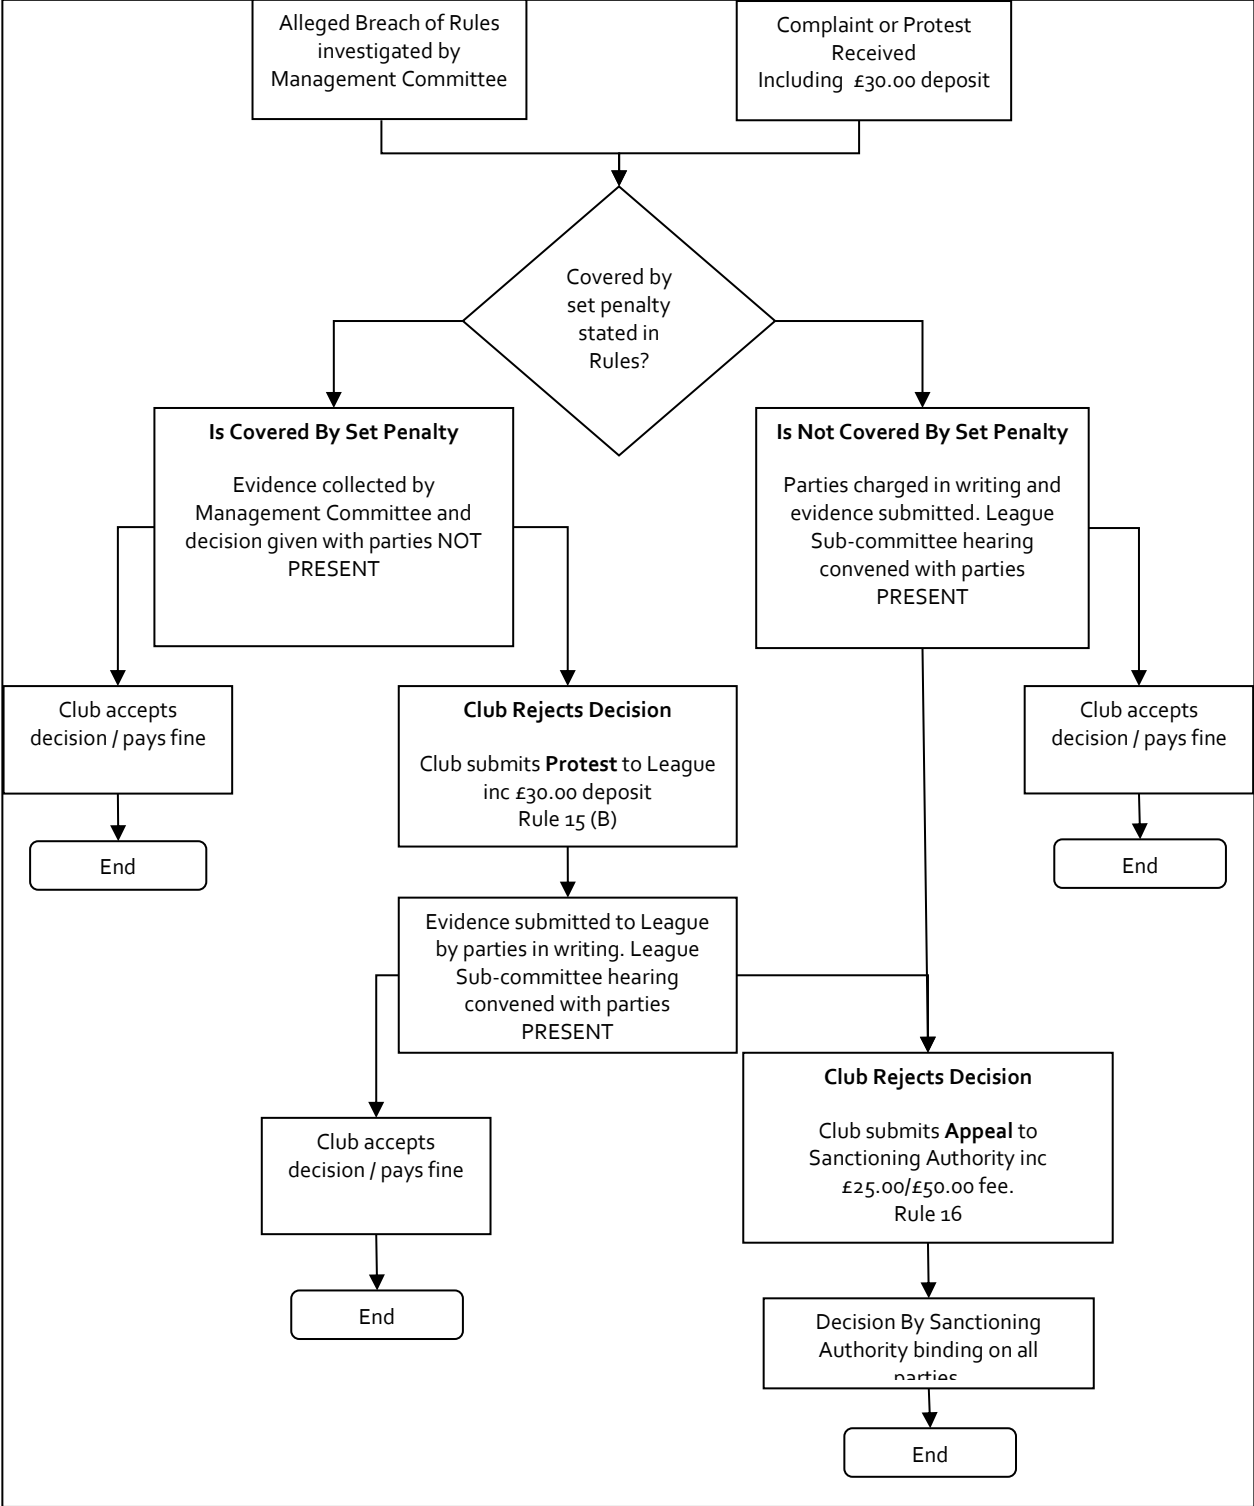 Alleged Breach of Rules
investigated by
Management Committee
Complaint or Protest
Received
Including  £30.00 deposit
Covered by
set penalty
stated in
Rules?
Is Covered By Set Penalty
Evidence collected by
Management Committee and
decision given with parties NOT
PRESENT
Is Not Covered By Set Penalty
Parties charged in writing and
evidence submitted. League
Sub-committee hearing
convened with parties
PRESENT
Club accepts
decision / pays fine
Club Rejects Decision
Club submits Protest to League
inc £30.00 deposit
Rule 15 (B)
Club accepts
decision / pays fine
End
End
Evidence submitted to League
by parties in writing. League
Sub-committee hearing
convened with parties
PRESENT
Club Rejects Decision
Club submits Appeal to
Sanctioning Authority inc
£25.00/£50.00 fee.
Rule 16
Club accepts
decision / pays fine
End
Decision By Sanctioning
Authority binding on all
parties
End